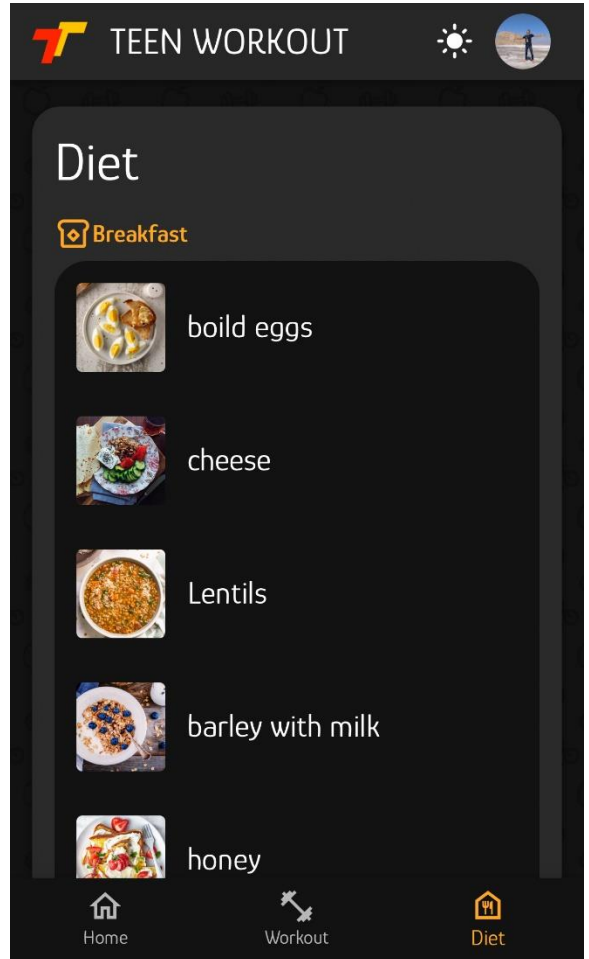 TEEN WORKOUT
Diet
Breakfast
boild eggs
cheese
Lentils
barley with milk
honey
Home
Workout
Diet